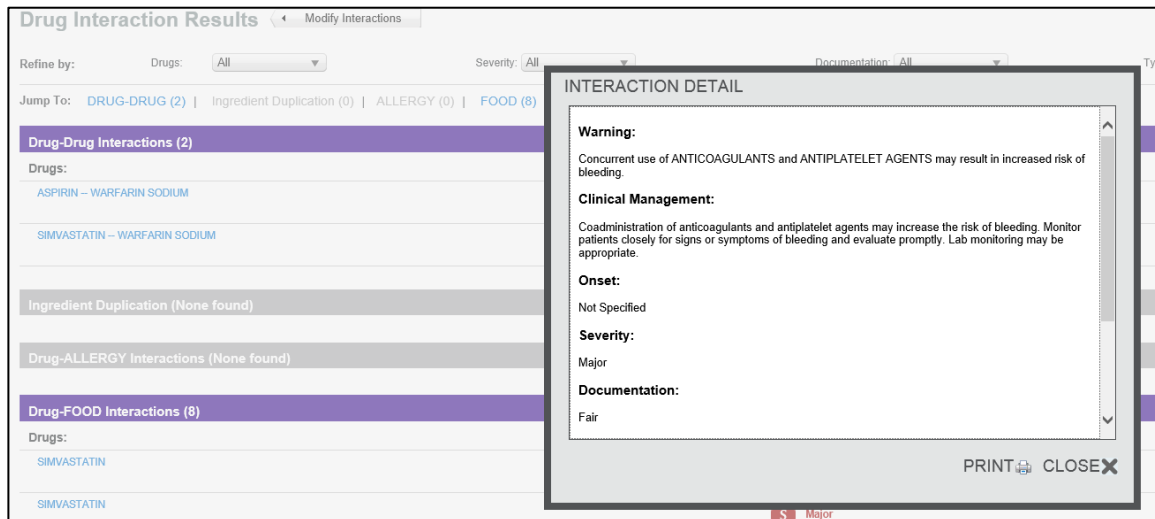 Drug Interaction Results Modify Interactions
Refine by: Drugs: All Severity: All Documentation: All Ty
Jump To: DRUG-DRUG (2) | Ingredient Duplication (0) | ALLERGY (0) | FOOD (8)
Drug-Drug Interactions (2)
Drugs:
ASPIRIN -- WARFARIN SODIUM
SIMVASTATIN -- WARFARIN SODIUM
Ingredient Duplication (None found)
Drug-ALLERGY Interactions (None found)
Drug-FOOD Interactions (8)
Drugs:
SIMVASTATIN
SIMVASTATIN
S Major
INTERACTION DETAIL
Warning:
Concurrent use of ANTICOAGULANTS and ANTIPLATELET AGENTS may result in increased risk of
bleeding.
Clinical Management:
Coadministration of anticoagulants and antiplatelet agents may increase the risk of bleeding. Monitor
patients closely for signs or symptoms of bleeding and evaluate promptly. Lab monitoring may be
appropriate.
Onset:
Not Specified
Severity:
Major
Documentation:
Fair
PRINT CLOSE